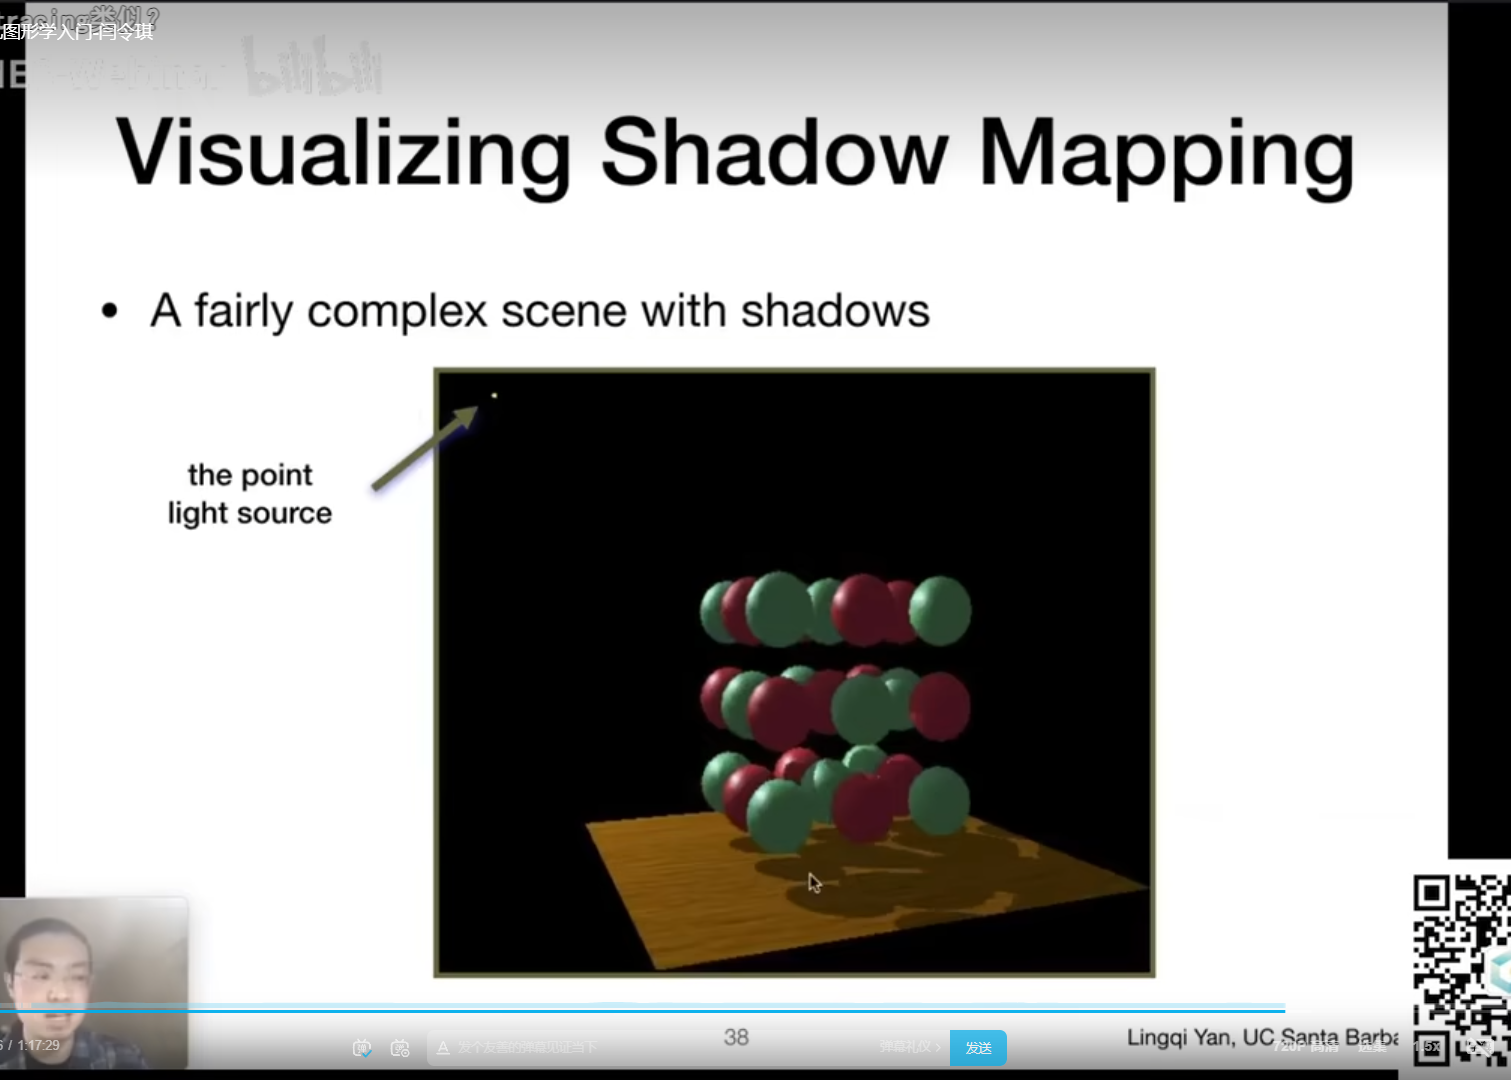 racing类似?
图形学入门-闫令琪
Webinar bilibili
Visualizing Shadow Mapping
• A fairly complex scene with shadows
the point
light source
38
Lingqi Yan, UC Santa Barba
/ 1:17:29
发个友善的弹幕见证当下
弹幕礼仪 >
发送
720P 高清
选集
1.5x